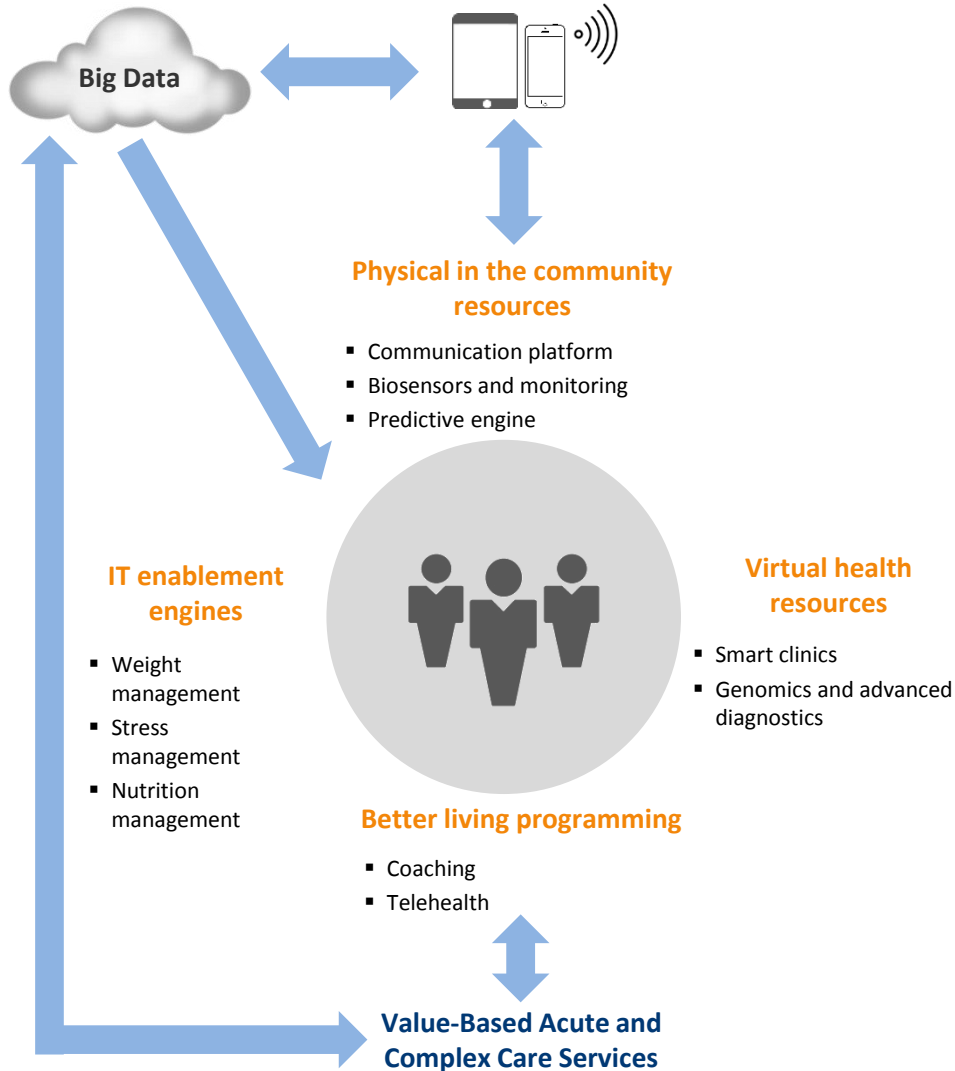 Big Data
Physical in the community
resources
▪ Communication platform
▪ Biosensors and monitoring
▪ Predictive engine
IT enablement
engines
▪ Weight
management
▪ Stress
management
▪ Nutrition
management
Virtual health
resources
▪ Smart clinics
▪ Genomics and advanced
diagnostics
Better living programming
▪ Coaching
▪ Telehealth
Value-Based Acute and
Complex Care Services